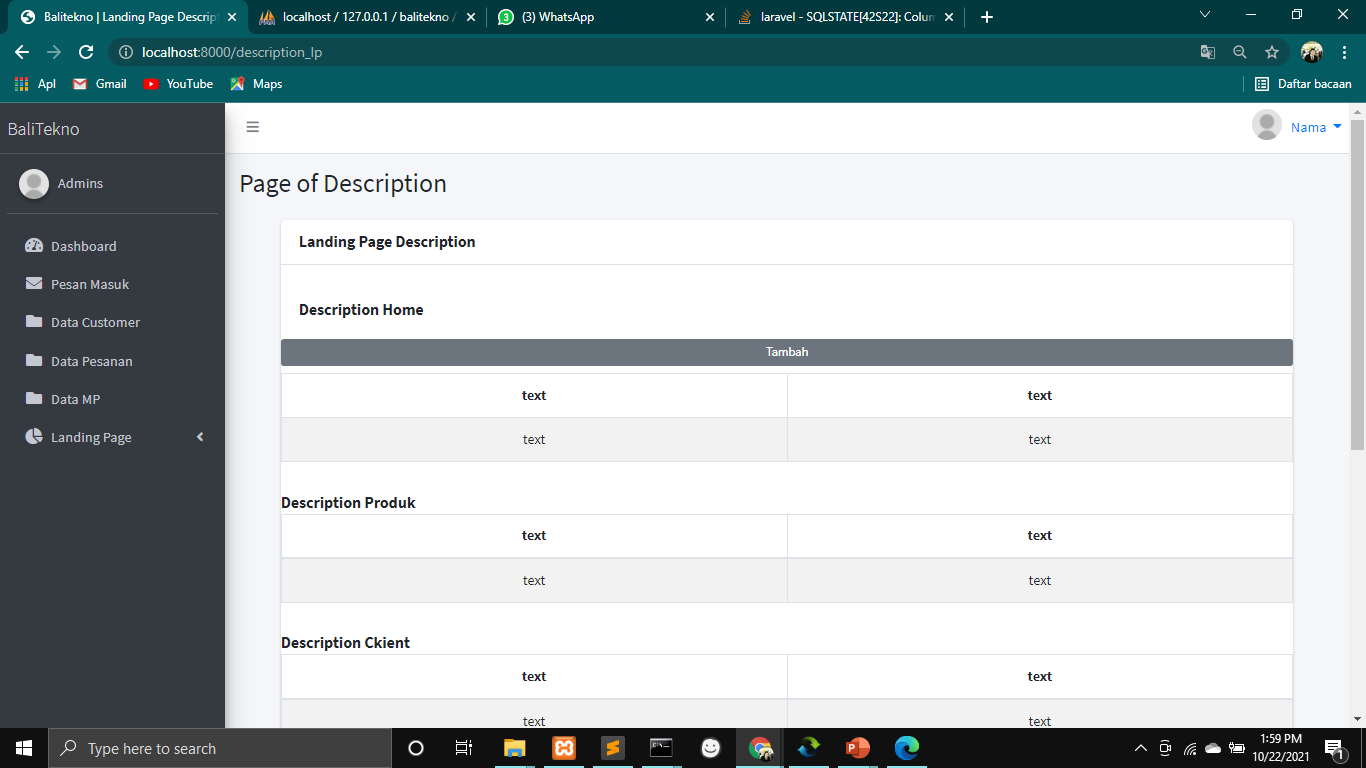 Balitekno | Landing Page Descript
localhost / 127.0.0.1 / balitekno /
(3) WhatsApp
laravel - SQLSTATE[42S22]: Colum
localhost:8000/description_lp
Apl
Gmail
YouTube
Maps
Daftar bacaan
BaliTekno
Nama
Admins
Page of Description
Dashboard
Pesan Masuk
Data Customer
Data Pesanan
Data MP
Landing Page
Landing Page Description
Description Home
Tambah
text text
text text
Description Produk
text text
text text
Description Ckient
text text
text text
Type here to search
1:59 PM
10/22/2021
1